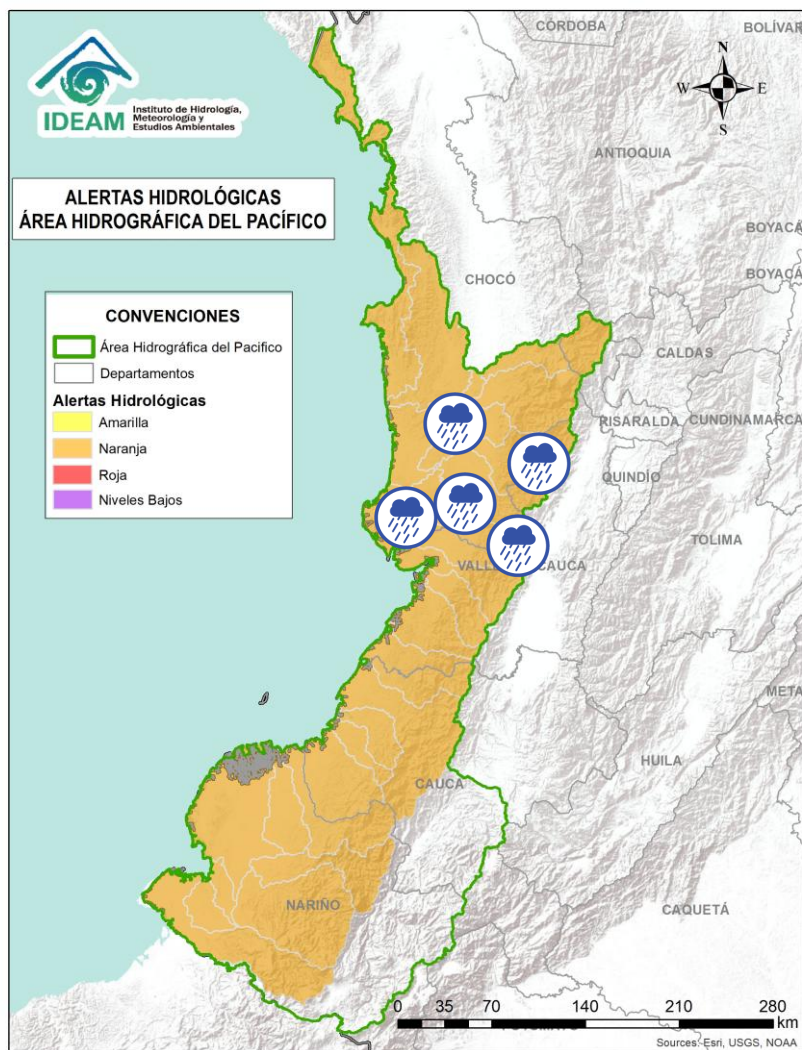 CÓRDOBA
BOLÍVAR
N
W
E
S
IDEAM
Instituto de Hidrología,
Meteorología y
Estudios Ambientales
ANTIOQUIA
ALERTAS HIDROLÓGICAS
ÁREA HIDROGRÁFICA DEL PACÍFICO
BOYACÁ
BOYACÁ
CHOCÓ
CONVENCIONES
Área Hidrográfica del Pacifico
Departamentos
Alertas Hidrológicas
Amarilla
Naranja
Roja
Niveles Bajos
CALDAS
RISARALDA
CUNDINAMARCA
QUINDÍO
TOLIMA
VALLE
CAUCA
META
HUILA
CAUCA
NARIÑO
CAQUETÁ
0 35 70 140 210 280
km
Sources: Esri, USGS, NOAA